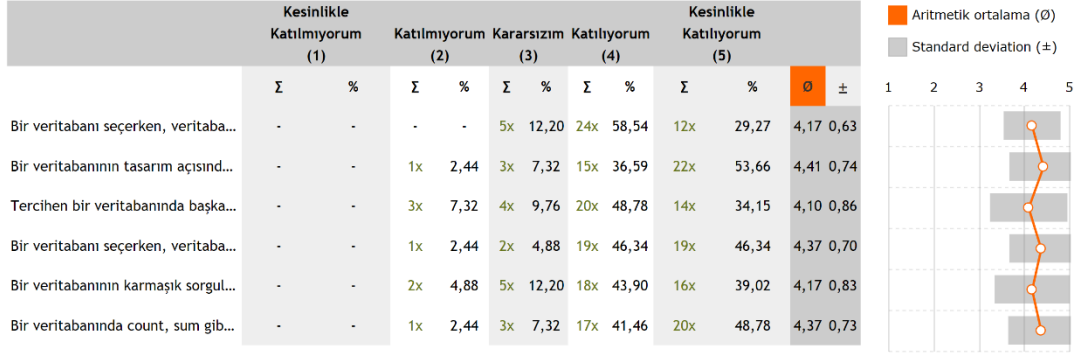 Kesinlikle Katılmıyorum (1) Katılmıyorum (2) Kararsızım (3) Katılıyorum (4) Kesinlikle Katılıyorum (5)
Σ % Σ % Σ % Σ % Σ % Ø ±
Bir veritabanı seçerken, veritaba... - - - - 5x 12,20 24x 58,54 12x 29,27 4,17 0,63
Bir veritabanının tasarım açısınd... - - 1x 2,44 3x 7,32 15x 36,59 22x 53,66 4,41 0,74
Tercihen bir veritabanında başka... - - 3x 7,32 4x 9,76 20x 48,78 14x 34,15 4,10 0,86
Bir veritabanı seçerken, veritaba... - - 1x 2,44 2x 4,88 19x 46,34 19x 46,34 4,37 0,70
Bir veritabanının karmaşık sorgul... - - 2x 4,88 5x 12,20 18x 43,90 16x 39,02 4,17 0,83
Bir veritabanında count, sum gib... - - 1x 2,44 3x 7,32 17x 41,46 20x 48,78 4,37 0,73
Aritmetik ortalama (Ø)
Standard deviation (±)
1 2 3 4 5